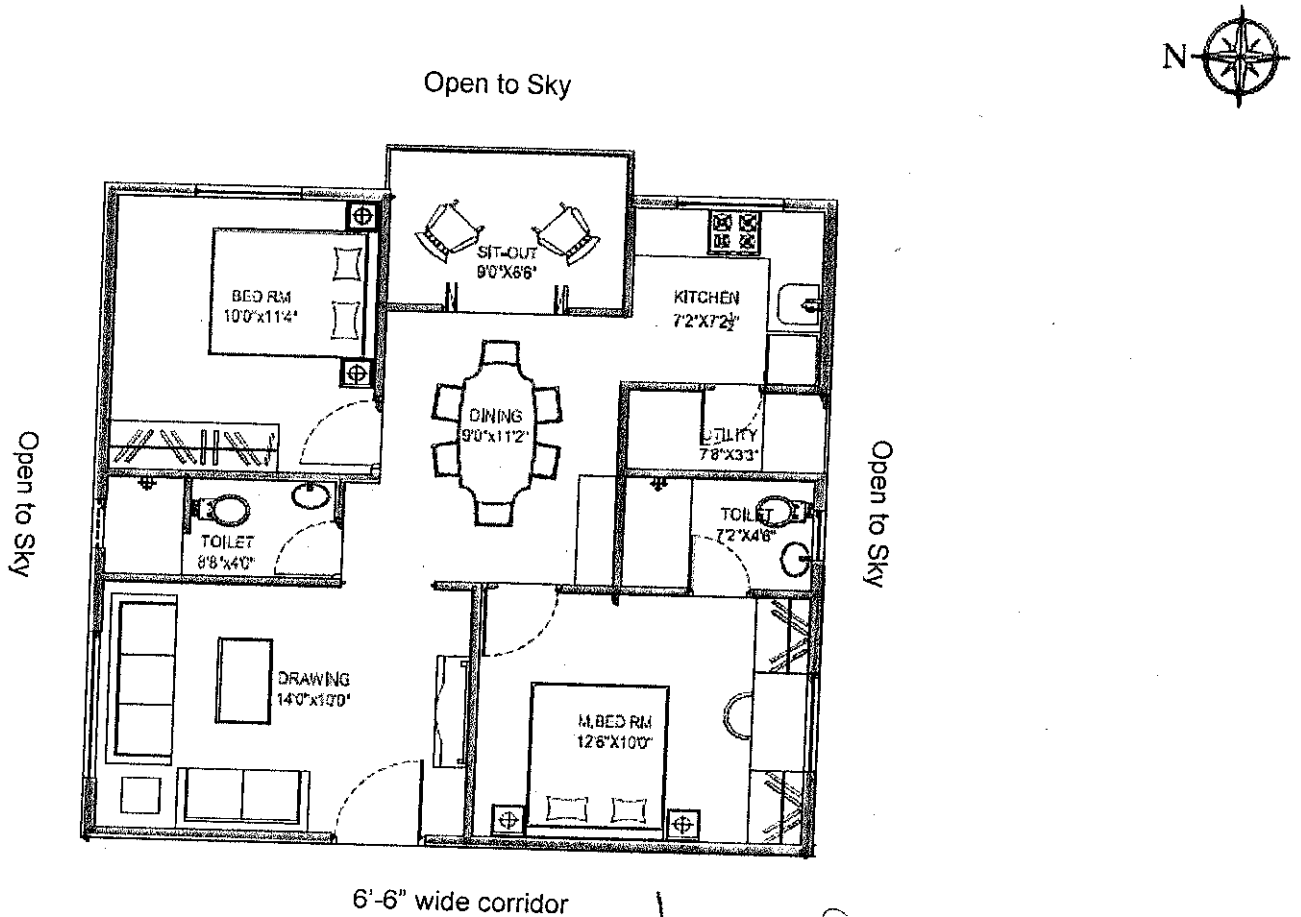 N
Open to Sky
SIT-OUT
9'0"X6'6"
BED RM
10'0"x11'4"
KITCHEN
7'2"X7'2½"
DINING
9'0"x11'2"
UTILITY
7'8"X3'3"
Open to Sky
Open to Sky
TOILET
8'8"x4'0"
TOILET
7'2"X4'6"
DRAWING
14'0"x10'0"
M.BED RM
12'6"X10'0"
6'-6" wide corridor